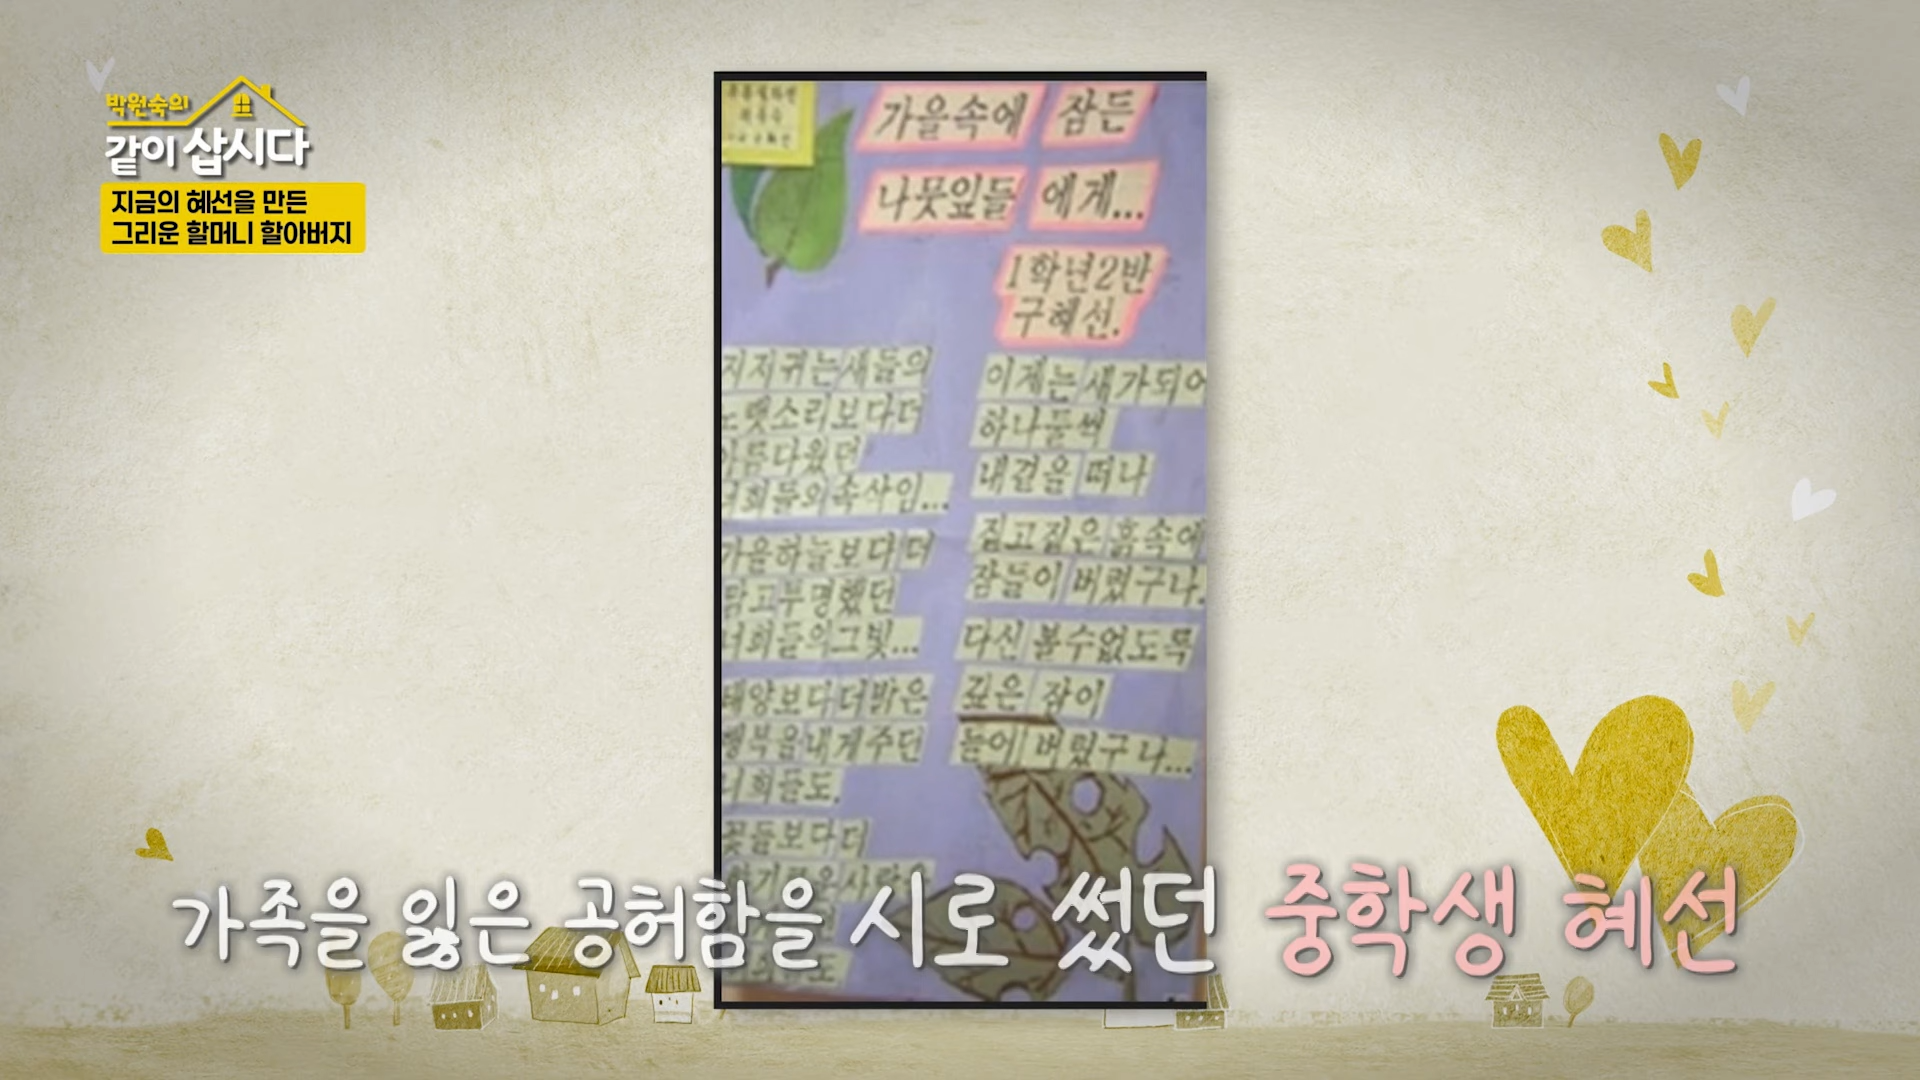 박원숙의
같이 삽시다
지금의 혜선을 만든
그리운 할머니 할아버지
가을속에 잠든
나뭇잎들 에게...
1학년2반
구혜선.
지저귀는새들의
노랫소리보다더
아름다웠던
너희들의속삭임...
가을하늘보다더
맑고투명했던
너희들의그빛...
태양보다더밝은
행복을내게주던
너희들도.
꽃들보다더
이제는새가되어
하나둘씩
내곁을 떠나
깊고깊은흙속에
잠들어버렸구나.
다신 볼수없도록
깊은 잠이
들어버렸구나...
가족을 잃은 공허함을 시로 썼던 중학생 혜선